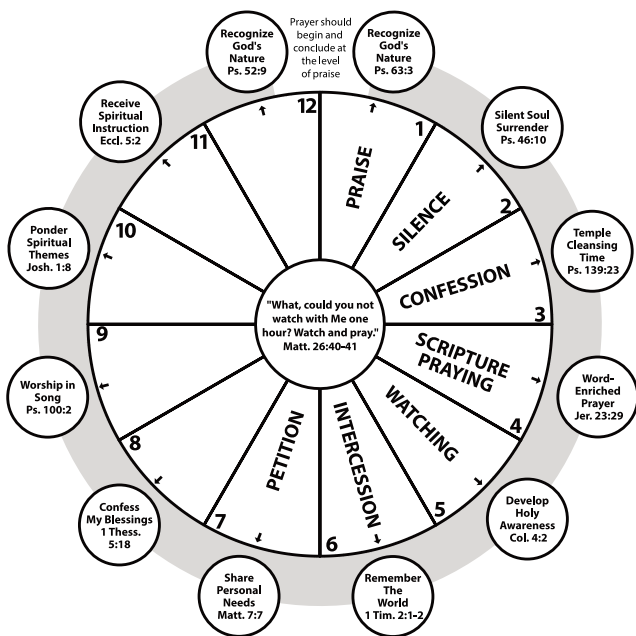 Prayer should
begin and
conclude at
the level
of praise
Recognize
God's
Nature
Ps. 63:3
Silent Soul
Surrender
Ps. 46:10
Temple
Cleansing
Time
Ps. 139:23
Word-
Enriched
Prayer
Jer. 23:29
Develop
Holy
Awareness
Col. 4:2
Remember
The
World
1 Tim. 2:1-2
Share
Personal
Needs
Matt. 7:7
Confess
My Blessings
1 Thess.
5:18
Worship in
Song
Ps. 100:2
Ponder
Spiritual
Themes
Josh. 1:8
Receive
Spiritual
Instruction
Eccl. 5:2
Recognize
God's
Nature
Ps. 52:9
1
PRAISE
2
SILENCE
3
CONFESSION
4
SCRIPTURE
PRAYING
5
WATCHING
6
INTERCESSION
7
PETITION
8
9
10
11
12
"What, could you not
watch with Me one
hour? Watch and pray."
Matt. 26:40–41